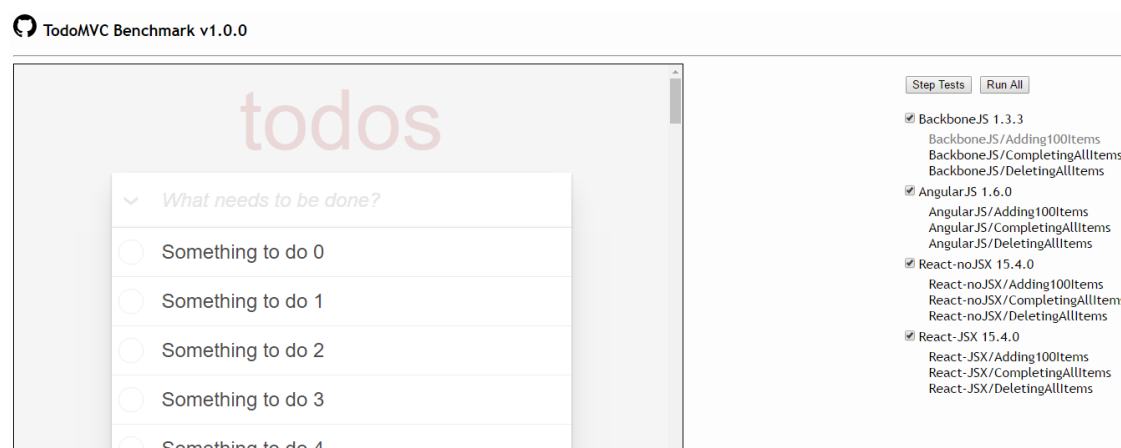 TodoMVC Benchmark v1.0.0
todos
What needs to be done?
Something to do 0
Something to do 1
Something to do 2
Something to do 3
Something to do 4
Step Tests Run All
BackboneJS 1.3.3
BackboneJS/Adding100Items
BackboneJS/CompletingAllItems
BackboneJS/DeletingAllItems
AngularJS 1.6.0
AngularJS/Adding100Items
AngularJS/CompletingAllItems
AngularJS/DeletingAllItems
React-noJSX 15.4.0
React-noJSX/Adding100Items
React-noJSX/CompletingAllItems
React-noJSX/DeletingAllItems
React-JSX 15.4.0
React-JSX/Adding100Items
React-JSX/CompletingAllItems
React-JSX/DeletingAllItems